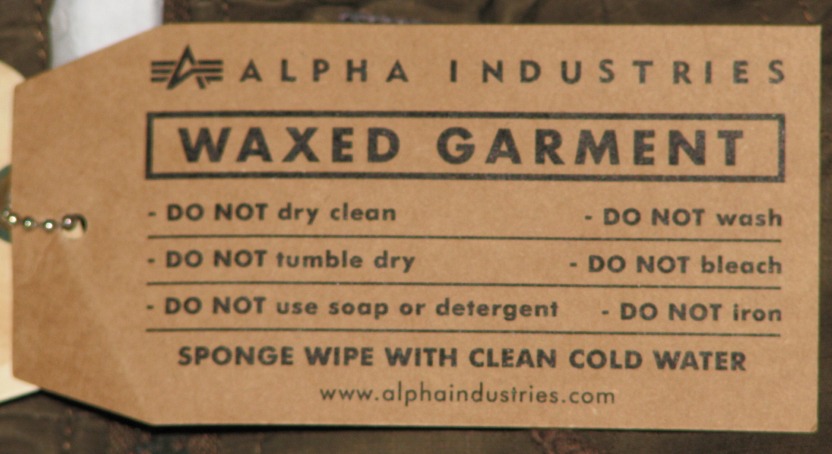 ALPHA INDUSTRIES
WAXED GARMENT
- DO NOT dry clean - DO NOT wash
- DO NOT tumble dry - DO NOT bleach
- DO NOT use soap or detergent - DO NOT iron
SPONGE WIPE WITH CLEAN COLD WATER
www.alphaindustries.com